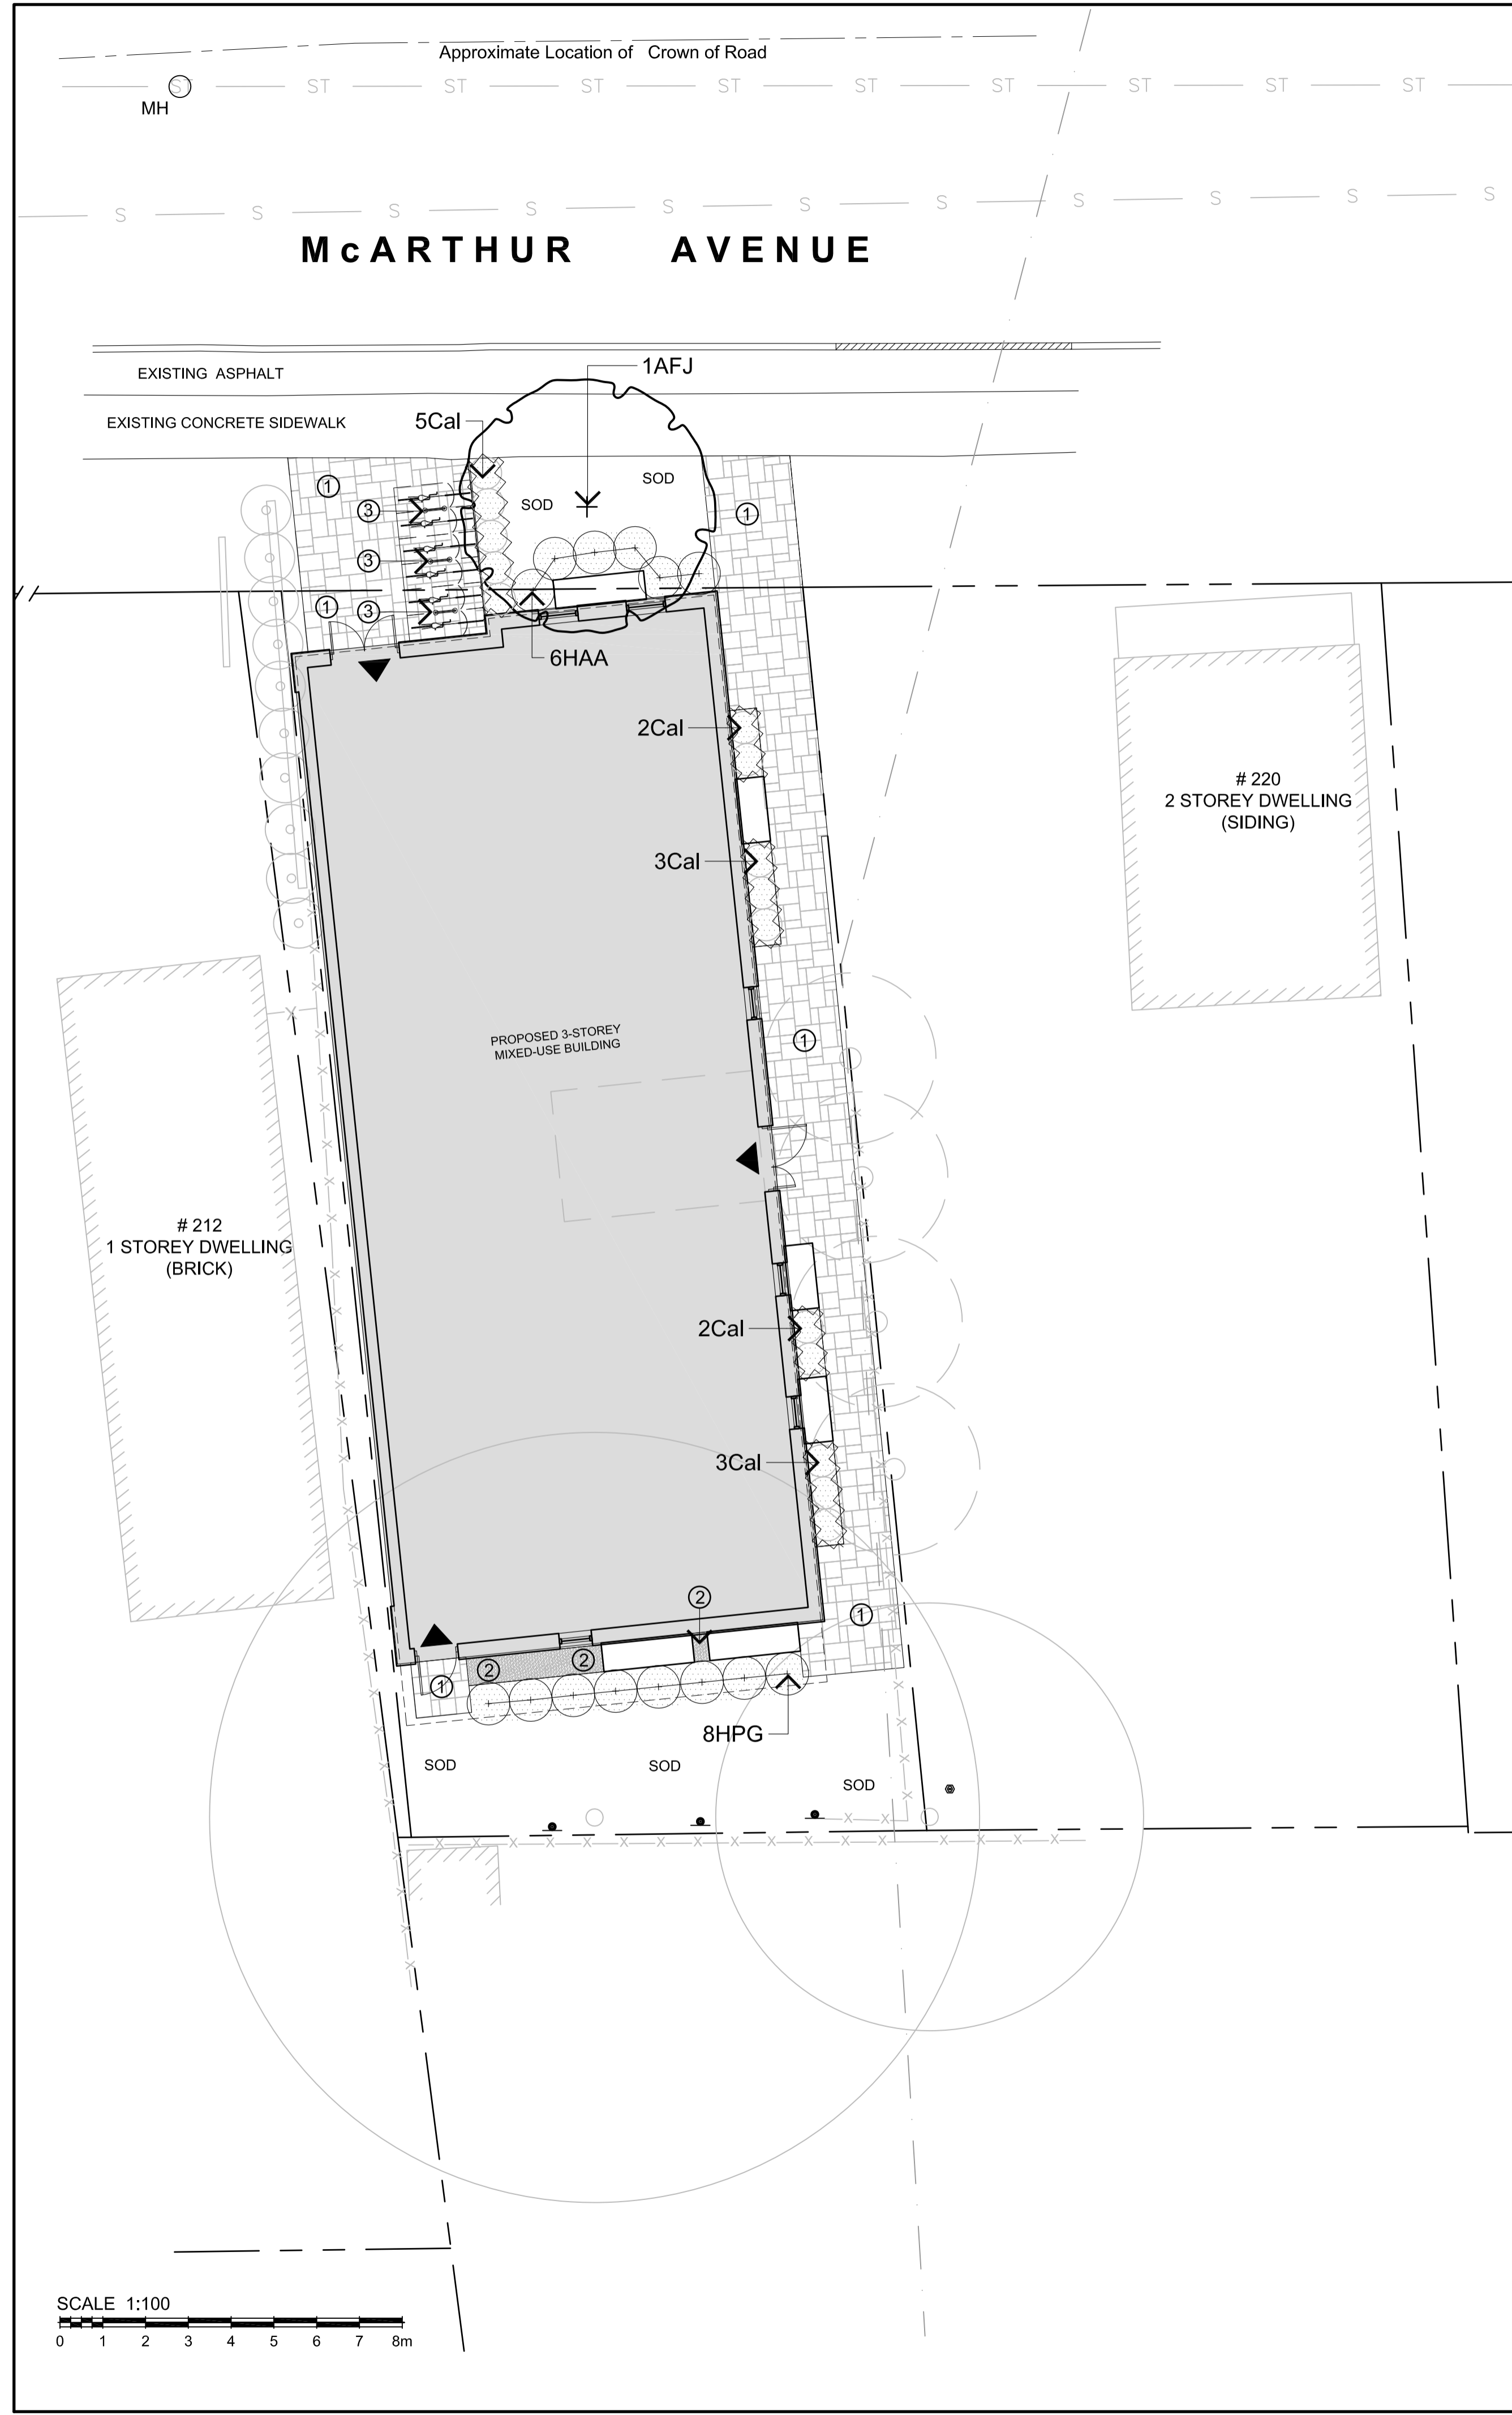 Approximate Location of Crown of Road
ST ST ST ST ST ST ST ST ST ST
MH
S S S S S S S S S S S
McARTHUR AVENUE
1AFJ
EXISTING ASPHALT
5Cal
EXISTING CONCRETE SIDEWALK
SOD
1
SOD
3
1
3
1
3
6HAA
2Cal
# 220
2 STOREY DWELLING
(SIDING)
3Cal
PROPOSED 3-STOREY
MIXED-USE BUILDING
1
# 212
1 STOREY DWELLING
(BRICK)
2Cal
3Cal
2
1
2
2
1
8HPG
SOD
SOD
SOD
SCALE 1:100
0 1 2 3 4 5 6 7 8m